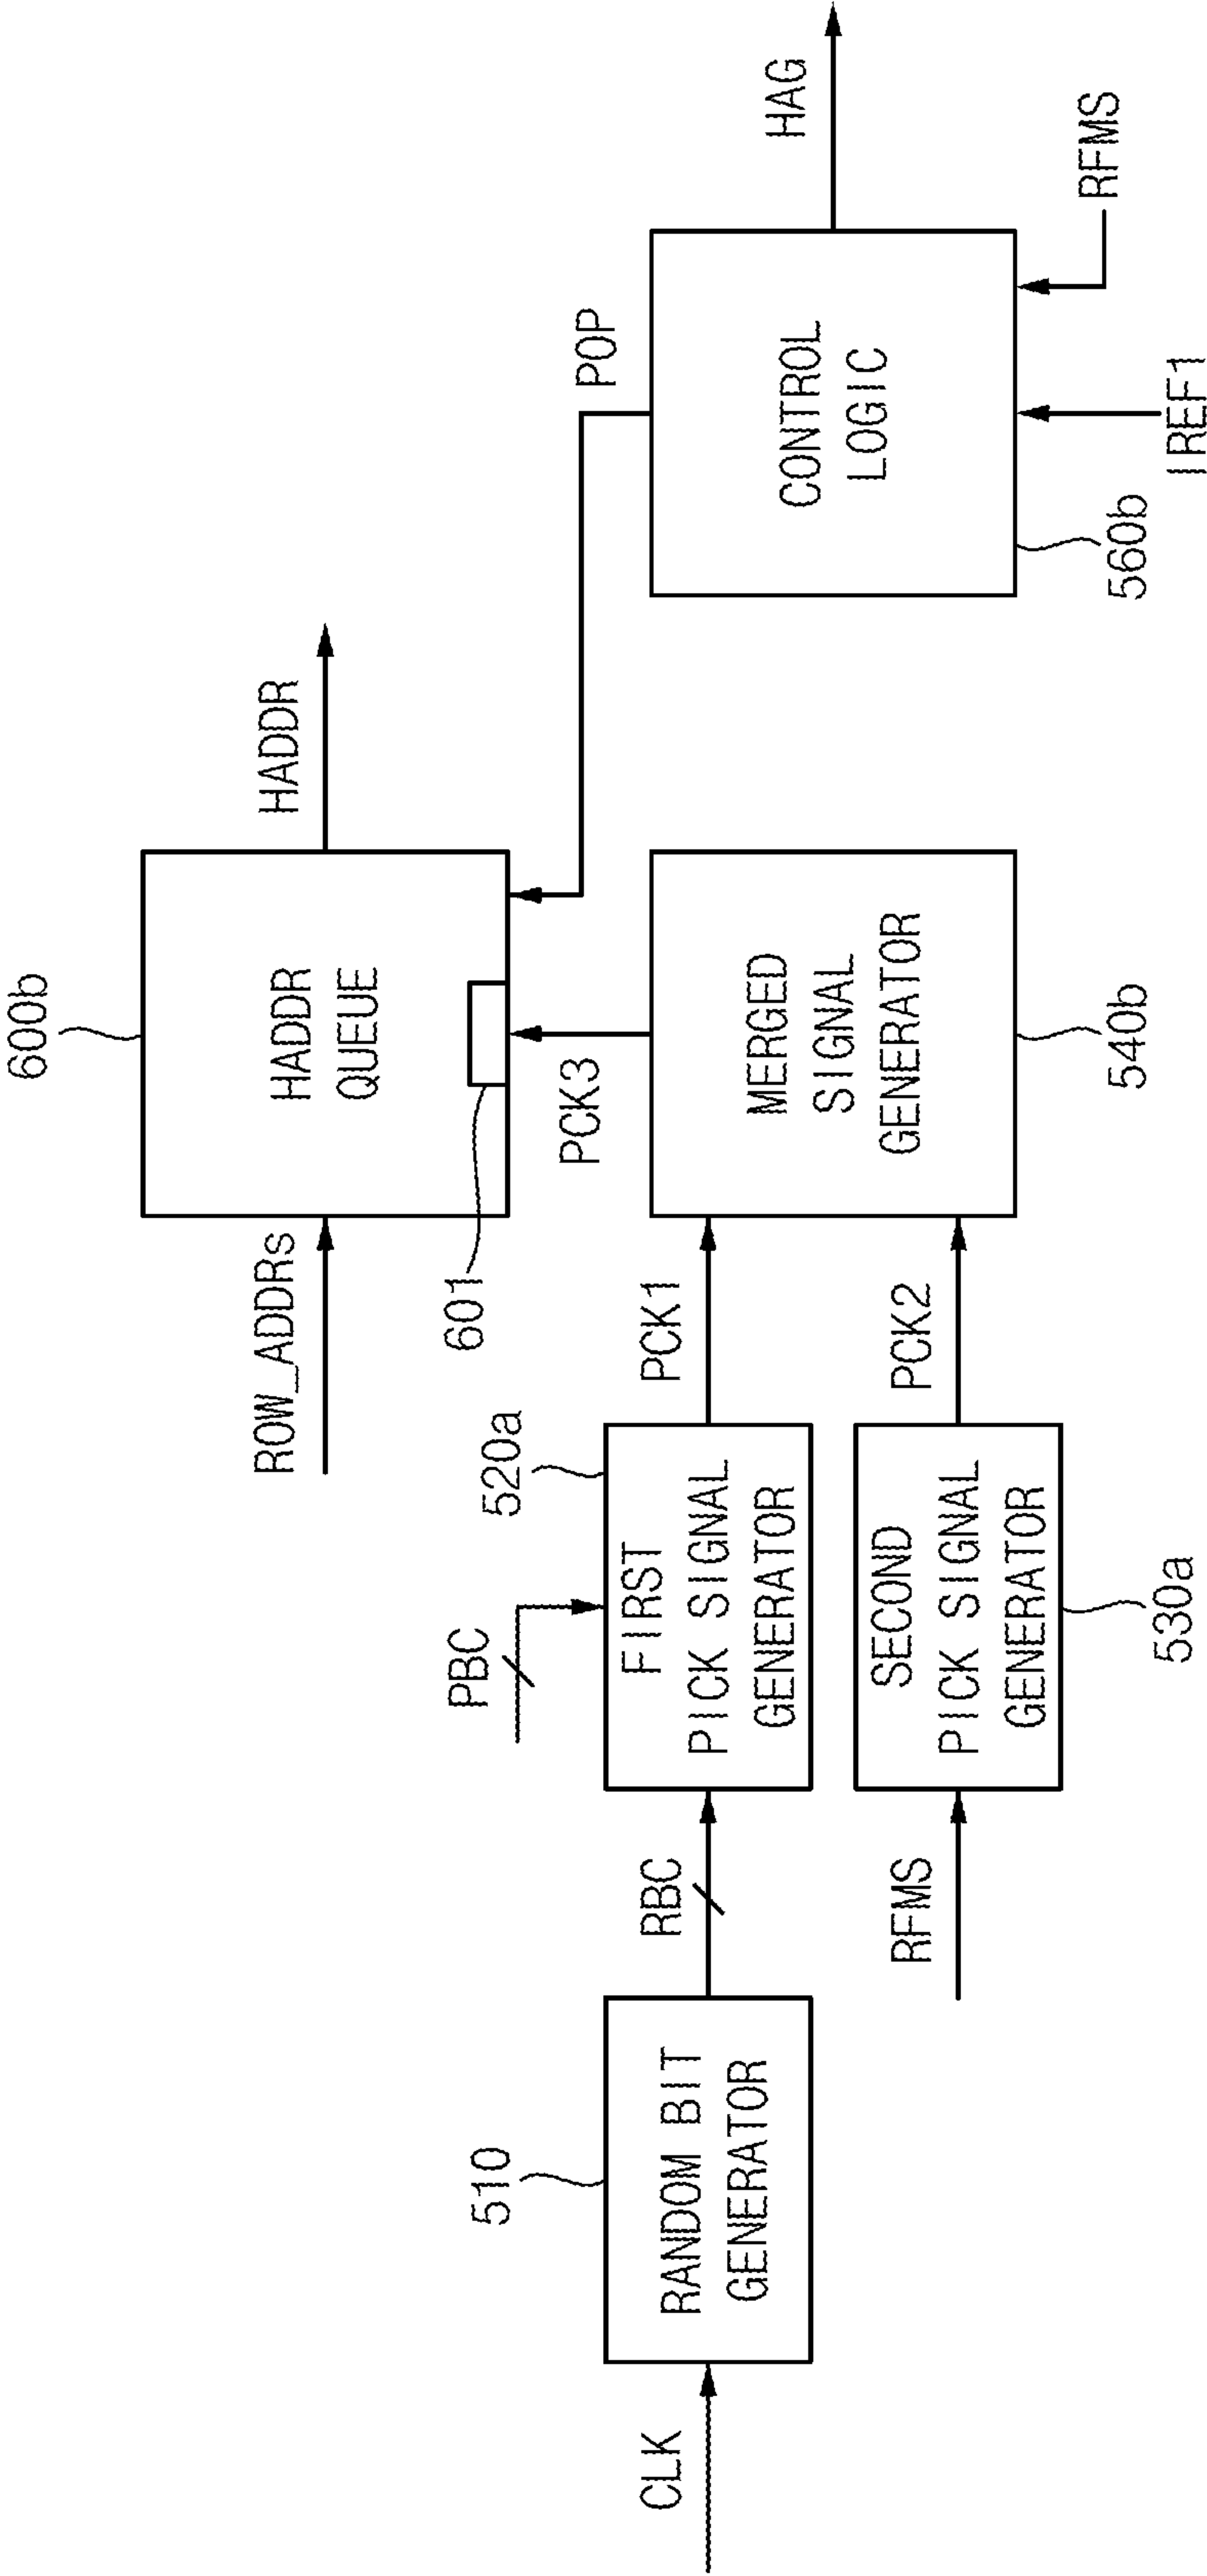 600b
ROW_ADDRs
HADDR
QUEUE
HADDR
601
PCK3
POP
HAG
PBC
520a
510
CLK
RANDOM BIT
GENERATOR
RBC
FIRST
PICK SIGNAL
GENERATOR
PCK1
MERGED
SIGNAL
GENERATOR
CONTROL
LOGIC
RFMS
SECOND
PICK SIGNAL
GENERATOR
PCK2
530a
540b
560b
IREF1
RFMS